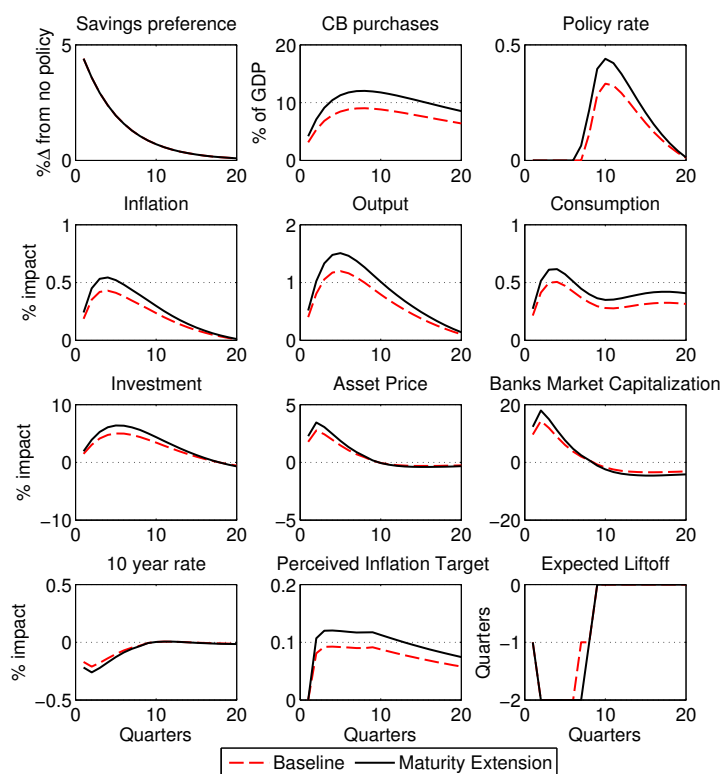 Savings preference CB purchases Policy rate
%Δ from no policy
5
0
0 10 20
% of GDP
20
10
0
0 10 20
0.5
0
0 10 20
Inflation Output Consumption
% impact
1
0.5
0
0 10 20
2
1
0
0 10 20
1
0.5
0
0 10 20
Investment Asset Price Banks Market Capitalization
% impact
10
0
−10
0 10 20
5
0
−5
0 10 20
20
0
−20
0 10 20
10 year rate Perceived Inflation Target Expected Liftoff
% impact
0.5
0
−0.5
0 10 20
Quarters
0.2
0.1
0
0 10 20
Quarters
Quarters
0
−1
−2
0 10 20
Quarters
Baseline Maturity Extension